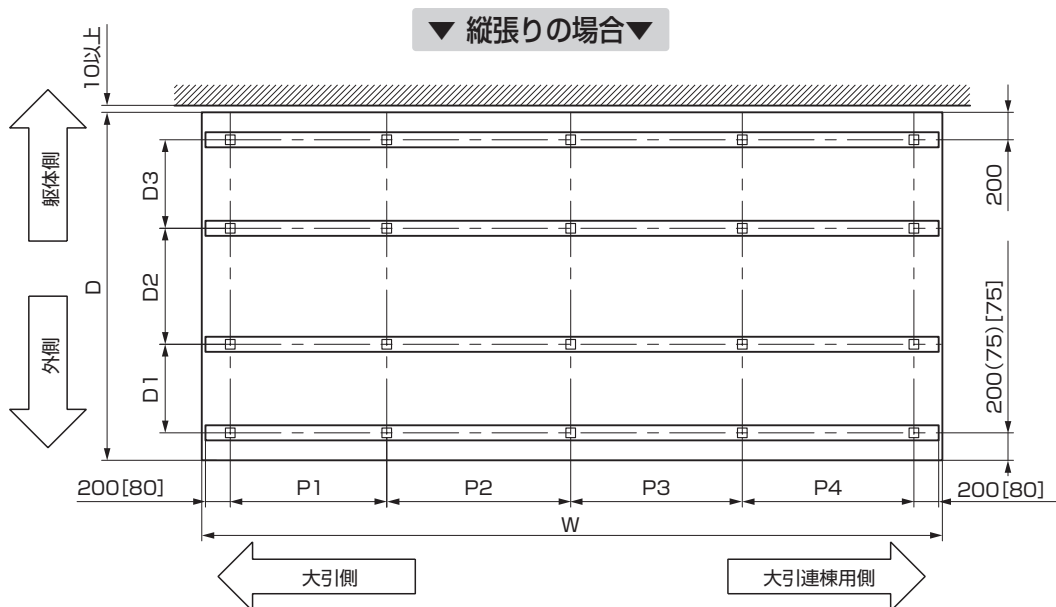 ▼ 縦張りの場合▼
10以上
躯体側
外側
D
D3
D2
D1
200
200(75)[75]
200[80]
P1
P2
P3
P4
200[80]
W
大引側
大引連棟用側